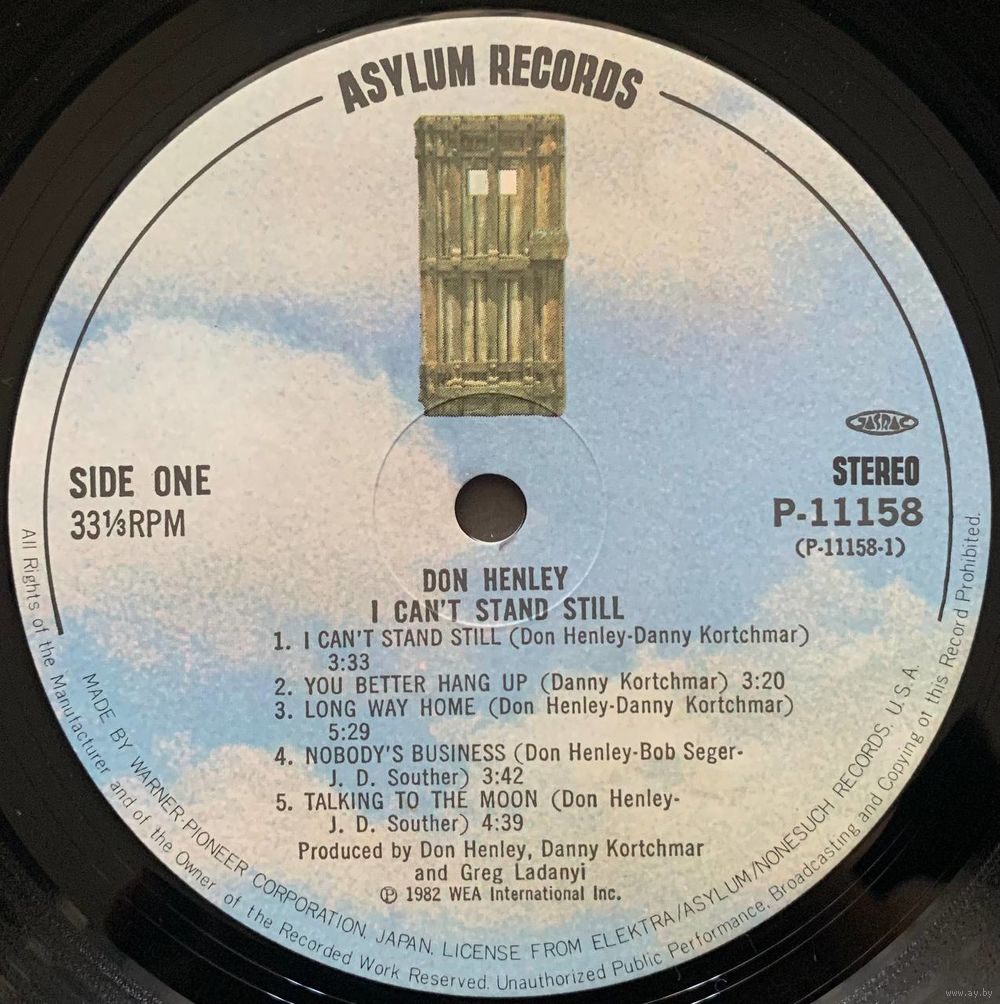 ASYLUM RECORDS
JASRAC
SIDE ONE
33⅓RPM
STEREO
P-11158
(P-11158-1)
DON HENLEY
I CAN'T STAND STILL
1. I CAN'T STAND STILL (Don Henley-Danny Kortchmar)
3:33
2. YOU BETTER HANG UP (Danny Kortchmar) 3:20
3. LONG WAY HOME (Don Henley-Danny Kortchmar)
5:29
4. NOBODY'S BUSINESS (Don Henley-Bob Seger-
J. D. Souther) 3:42
5. TALKING TO THE MOON (Don Henley-
J. D. Souther) 4:39
Produced by Don Henley, Danny Kortchmar
and Greg Ladanyi
℗ 1982 WEA International Inc.
MADE BY WARNER-PIONEER CORPORATION, JAPAN, LICENSE FROM ELEKTRA/ASYLUM/NONESUCH RECORDS, U.S.A.
All Rights of the Manufacturer and of the Owner of the Recorded Work Reserved. Unauthorized Public Performance, Broadcasting and Copying of this Record Prohibited.
www.ay.by